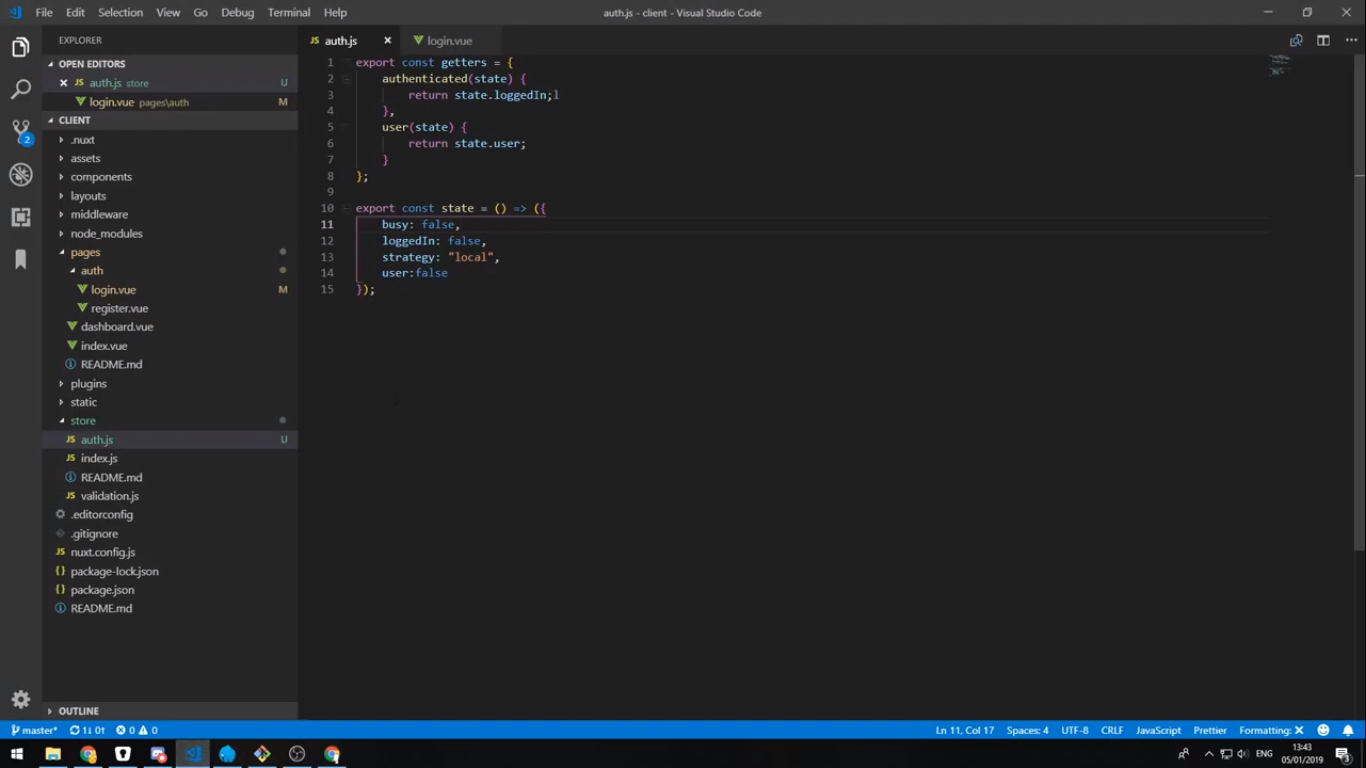 File Edit Selection View Go Debug Terminal Help
auth.js - client - Visual Studio Code
EXPLORER
OPEN EDITORS
JS auth.js store U
login.vue pages\auth M
CLIENT
.nuxt
assets
components
layouts
middleware
node_modules
pages
auth
login.vue M
register.vue
dashboard.vue
index.vue
README.md
plugins
static
store
JS auth.js U
JS index.js
README.md
JS validation.js
.editorconfig
.gitignore
JS nuxt.config.js
{} package-lock.json
{} package.json
README.md
OUTLINE
2
JS auth.js
login.vue
1 export const getters = {
2 authenticated(state) {
3 return state.loggedIn;l
4 },
5 user(state) {
6 return state.user;
7 }
8 };
9
10 export const state = () => ({
11 busy: false,
12 loggedIn: false,
13 strategy: "local",
14 user:false
15 });
master* 1↓ 0↑ 0 0
Ln 11, Col 17 Spaces: 4 UTF-8 CRLF JavaScript Prettier Formatting: ✕
ENG
13:43
05/01/2019